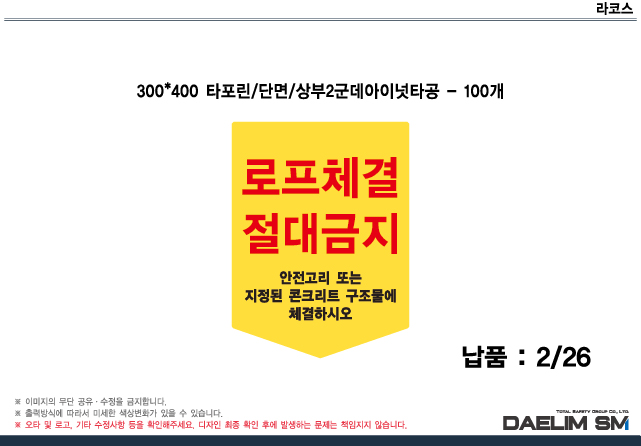 라코스
300*400 타포린/단면/상부2군데아이넛타공 - 100개
로프체결
절대금지
안전고리 또는
지정된 콘크리트 구조물에
체결하시오
납품 : 2/26
※ 이미지의 무단 공유 · 수정을 금지합니다.
※ 출력방식에 따라서 미세한 색상변화가 있을 수 있습니다.
※ 오타 및 로고, 기타 수정사항 등을 확인해주세요. 디자인 최종 확인 후에 발생하는 문제는 책임지지 않습니다.
TOTAL SAFETY GROUP CO., LTD.
DAELIM SM